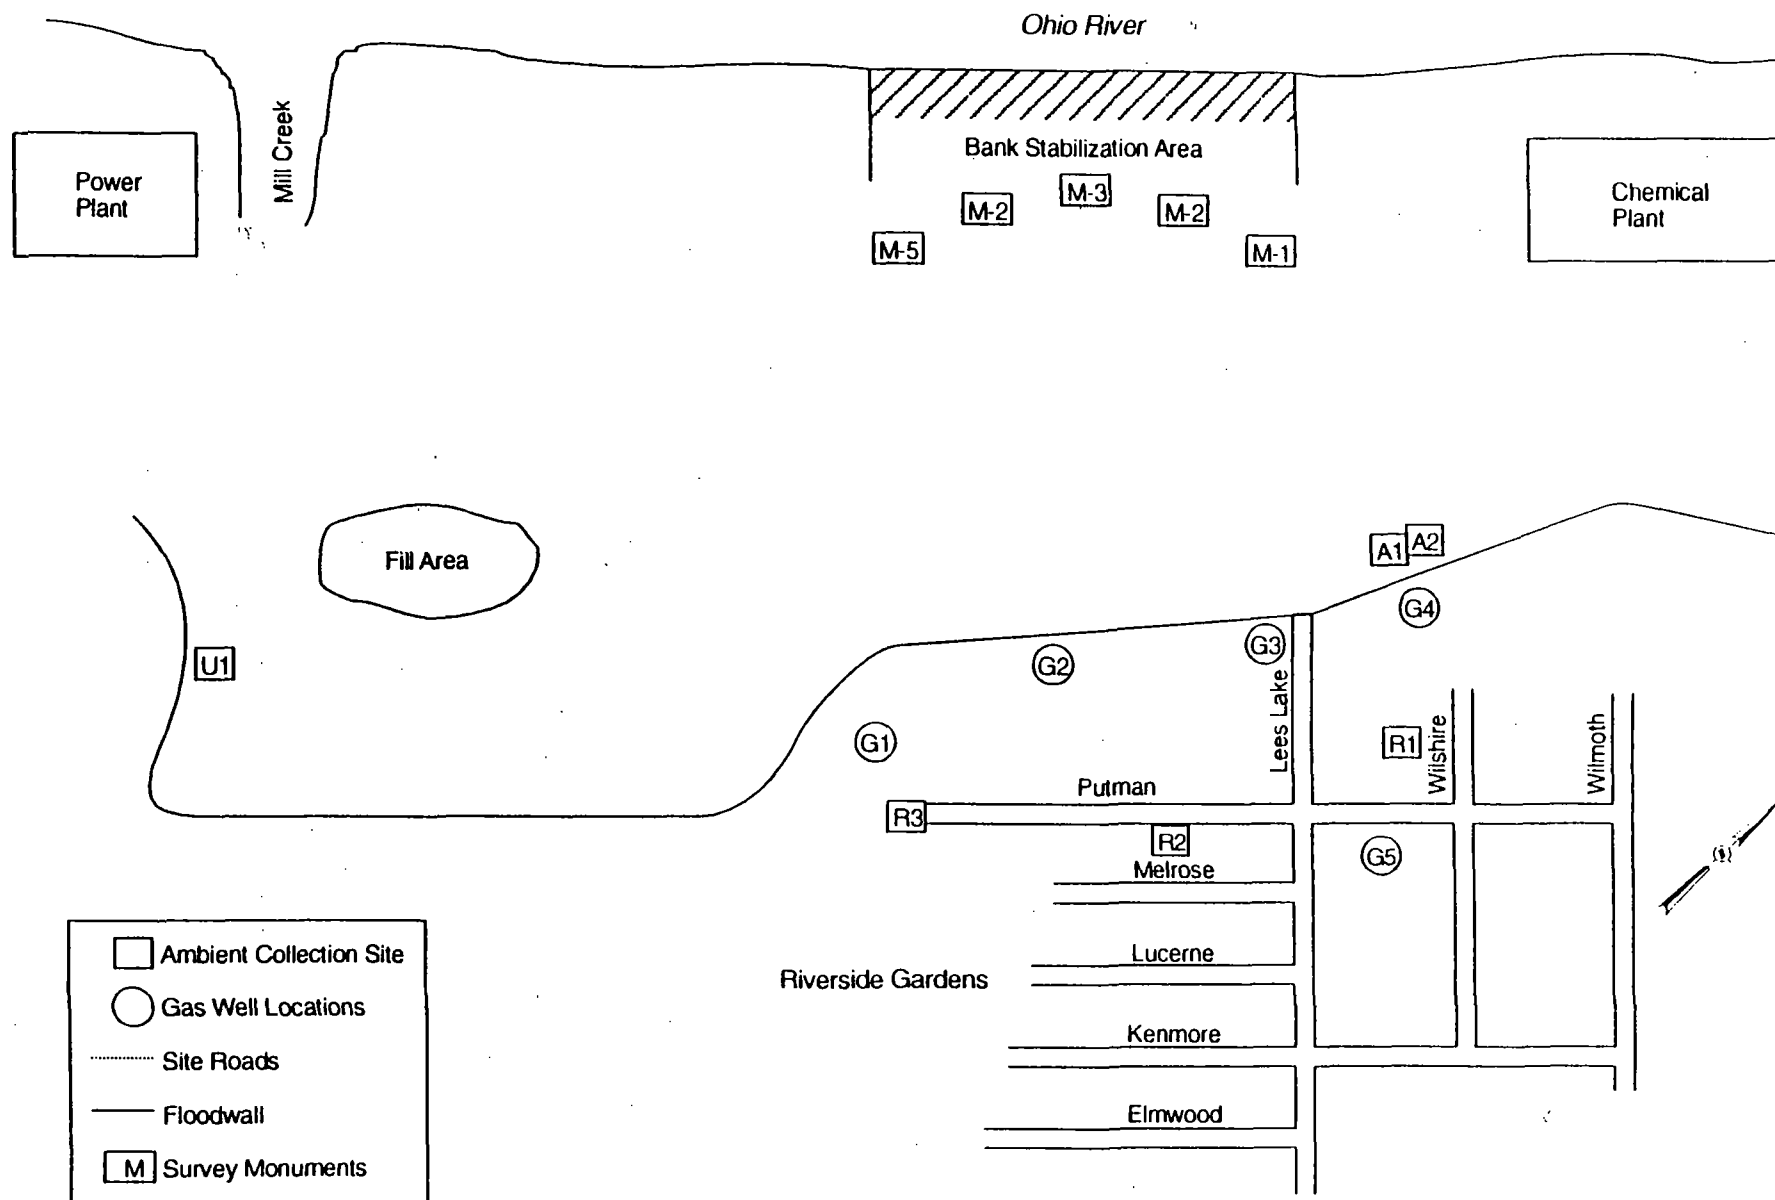 Ohio River
Mill Creek
Bank Stabilization Area
Power
Plant
M-3
M-2
M-2
M-5
M-1
Chemical
Plant
Fill Area
A1
A2
G4
G3
G2
U1
G1
R1
Lees Lake
Wilshire
Wilmoth
Putman
R3
R2
G5
Melrose
Lucerne
Riverside Gardens
Kenmore
Elmwood
Ambient Collection Site
Gas Well Locations
Site Roads
Floodwall
M Survey Monuments